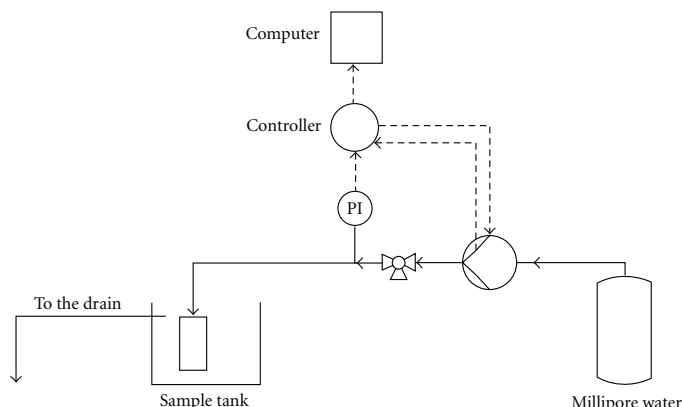 Computer
Controller
PI
To the drain
Sample tank
Millipore water